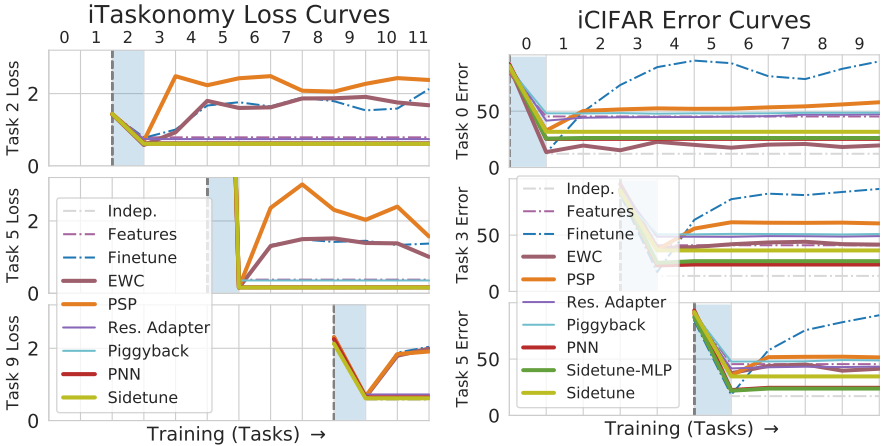 iTaskonomy Loss Curves
0 1 2 3 4 5 6 7 8 9 10 11
Task 2 Loss
2
0
Task 5 Loss
2
0
Indep.
Features
Finetune
EWC
PSP
Res. Adapter
Piggyback
PNN
Sidetune
Task 9 Loss
2
0
Training (Tasks) →
iCIFAR Error Curves
0 1 2 3 4 5 6 7 8 9
Task 0 Error
50
0
Task 3 Error
50
0
Indep.
Features
Finetune
EWC
PSP
Res. Adapter
Piggyback
PNN
Sidetune-MLP
Sidetune
Task 5 Error
50
0
Training (Tasks) →